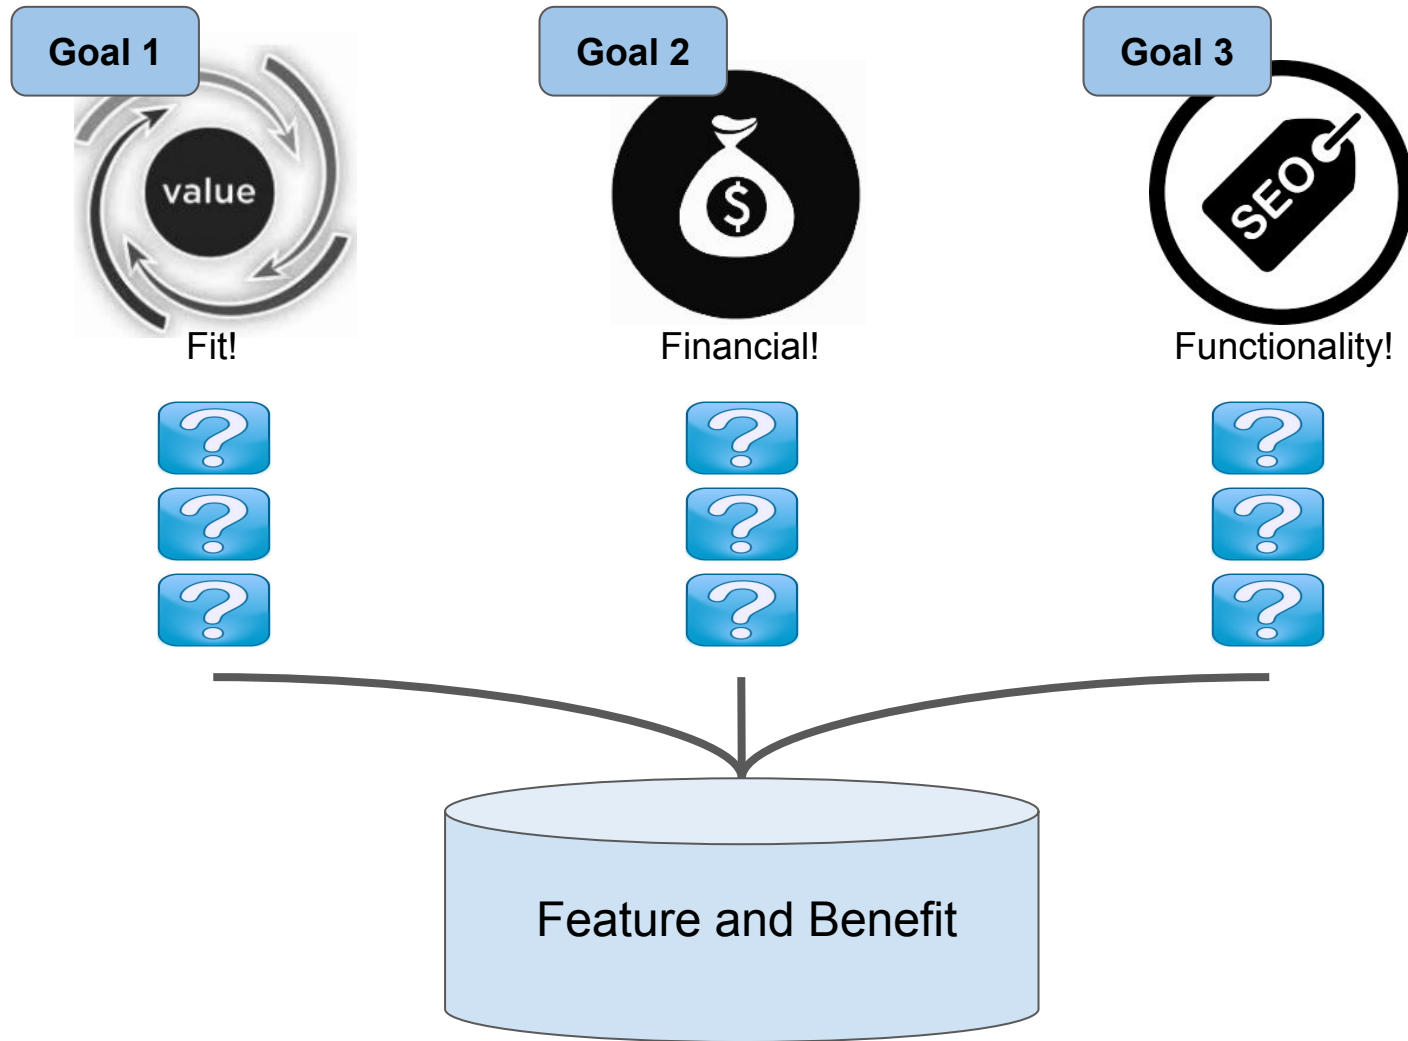 Goal 1
Goal 2
Goal 3
value
$
SEO
Fit!
Financial!
Functionality!
? ? ?
? ? ?
? ? ?
Feature and Benefit